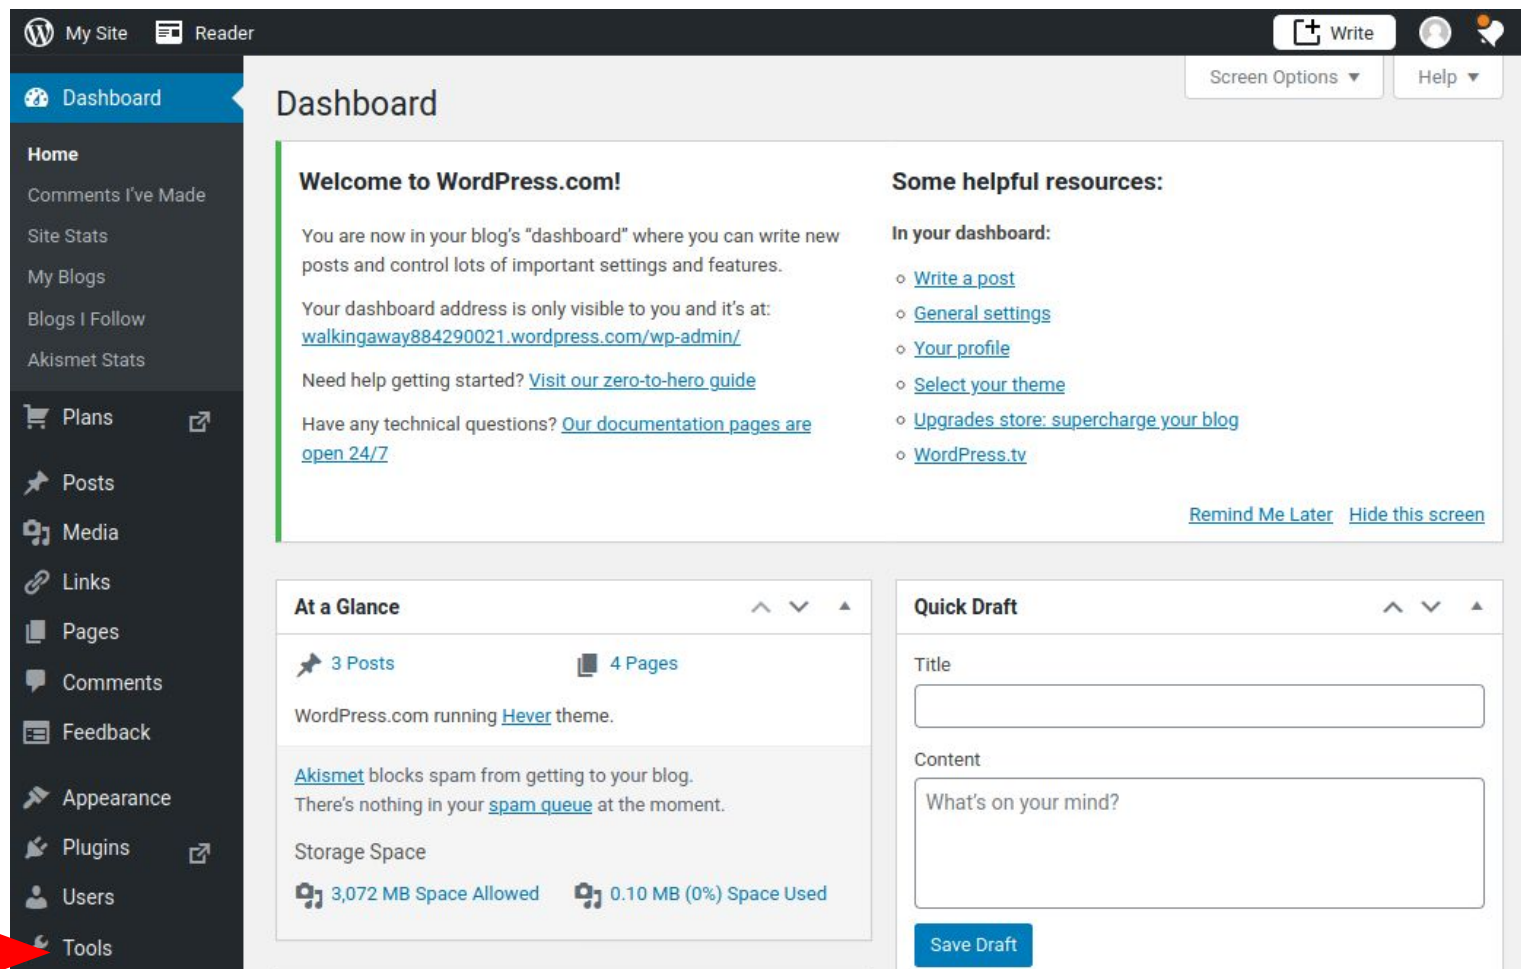 My Site
Reader
Write
Screen Options
Help
Dashboard
Home
Comments I've Made
Site Stats
My Blogs
Blogs I Follow
Akismet Stats
Plans
Posts
Media
Links
Pages
Comments
Feedback
Appearance
Plugins
Users
Tools
Dashboard
Welcome to WordPress.com!
You are now in your blog's “dashboard” where you can write new
posts and control lots of important settings and features.
Your dashboard address is only visible to you and it's at:
walkingaway884290021.wordpress.com/wp-admin/
Need help getting started? Visit our zero-to-hero guide
Have any technical questions? Our documentation pages are
open 24/7
Some helpful resources:
In your dashboard:
Write a post
General settings
Your profile
Select your theme
Upgrades store: supercharge your blog
WordPress.tv
Remind Me Later
Hide this screen
At a Glance
3 Posts
4 Pages
WordPress.com running Hever theme.
Akismet blocks spam from getting to your blog.
There's nothing in your spam queue at the moment.
Storage Space
3,072 MB Space Allowed
0.10 MB (0%) Space Used
Quick Draft
Title
Content
What's on your mind?
Save Draft